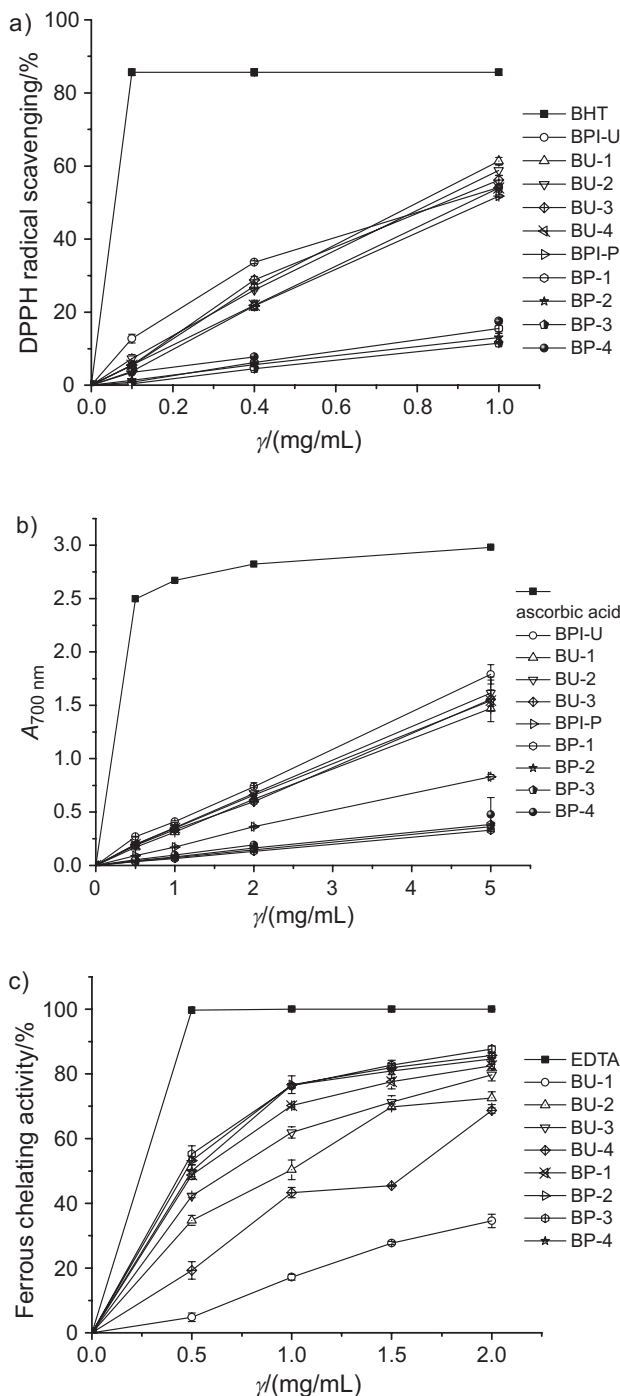 a)
DPPH radical scavenging/%
100
80
60
40
20
0
0.0 0.2 0.4 0.6 0.8 1.0
γ/(mg/mL)
BHT
BPI-U
BU-1
BU-2
BU-3
BU-4
BPI-P
BP-1
BP-2
BP-3
BP-4
b)
A700 nm
3.0
2.5
2.0
1.5
1.0
0.5
0.0
0 1 2 3 4 5
γ/(mg/mL)
ascorbic acid
BPI-U
BU-1
BU-2
BU-3
BPI-P
BP-1
BP-2
BP-3
BP-4
c)
Ferrous chelating activity/%
100
80
60
40
20
0
0.0 0.5 1.0 1.5 2.0
γ/(mg/mL)
EDTA
BU-1
BU-2
BU-3
BU-4
BP-1
BP-2
BP-3
BP-4